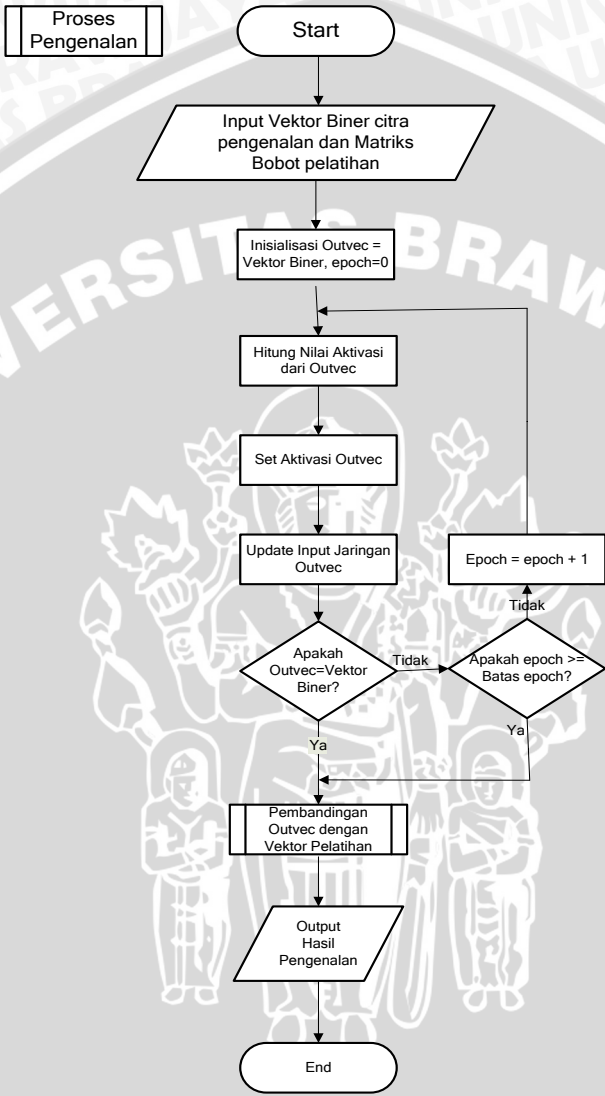 Proses
Pengenalan
Start
Input Vektor Biner citra
pengenalan dan Matriks
Bobot pelatihan
Inisialisasi Outvec =
Vektor Biner, epoch=0
ERSITAS BRAW
Hitung Nilai Aktivasi
dari Outvec
Set Aktivasi Outvec
Update Input Jaringan
Outvec
Epoch = epoch + 1
Tidak
Apakah
Outvec=Vektor
Biner?
Tidak
Apakah epoch >=
Batas epoch?
Ya
Ya
Pembandingan
Outvec dengan
Vektor Pelatihan
Output
Hasil
Pengenalan
End